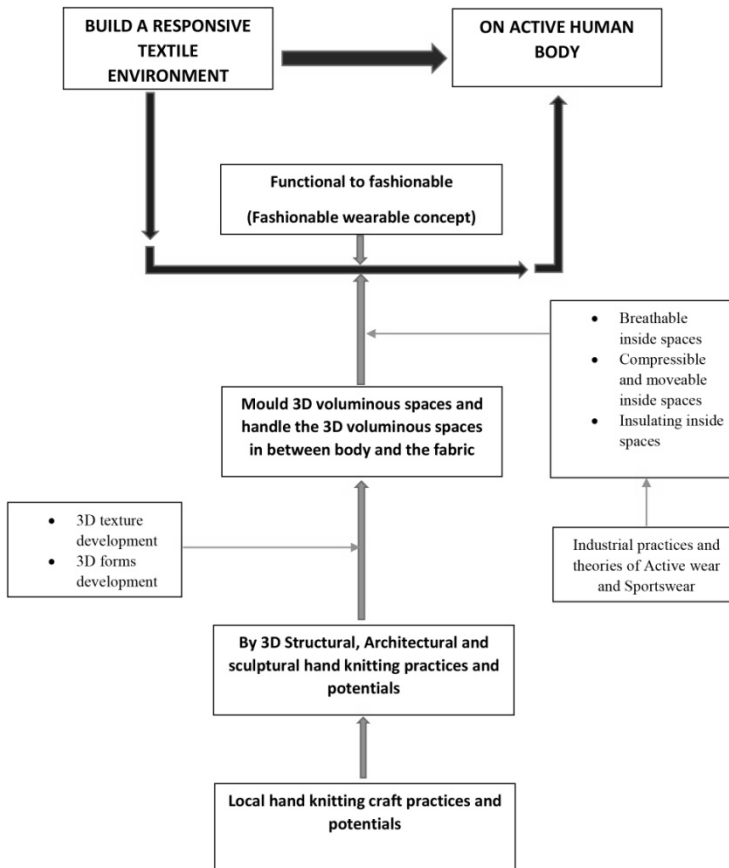 BUILD A RESPONSIVE
TEXTILE
ENVIRONMENT
ON ACTIVE HUMAN
BODY
Functional to fashionable
(Fashionable wearable concept)
• Breathable
inside spaces
• Compressible
and moveable
inside spaces
• Insulating inside
spaces
Mould 3D voluminous spaces and
handle the 3D voluminous spaces
in between body and the fabric
• 3D texture
development
• 3D forms
development
Industrial practices and
theories of Active wear
and Sportswear
By 3D Structural, Architectural and
sculptural hand knitting practices and
potentials
Local hand knitting craft practices and
potentials